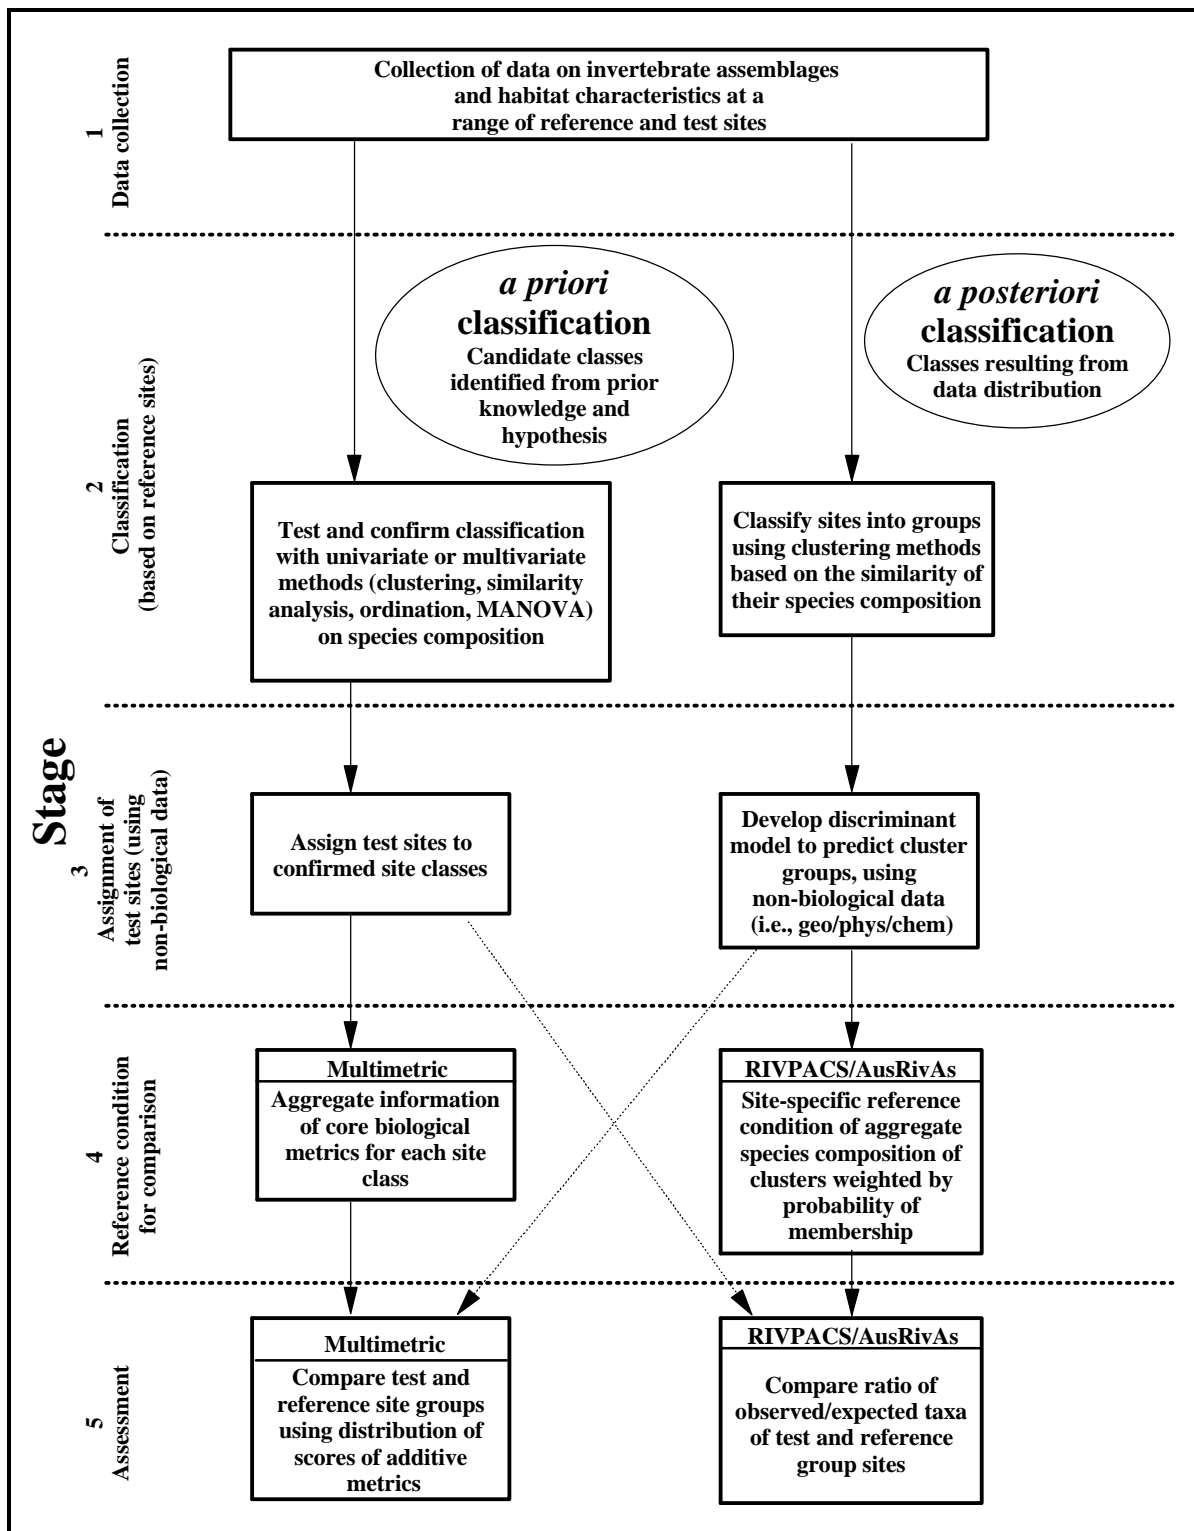 Stage
1
Data collection
Collection of data on invertebrate assemblages
and habitat characteristics at a
range of reference and test sites
2
Classification
(based on reference sites)
a priori
classification
Candidate classes
identified from prior
knowledge and
hypothesis
a posteriori
classification
Classes resulting from
data distribution
Test and confirm classification
with univariate or multivariate
methods (clustering, similarity
analysis, ordination, MANOVA)
on species composition
Classify sites into groups
using clustering methods
based on the similarity of
their species composition
3
Assignment of
test sites (using
non-biological data)
Assign test sites to
confirmed site classes
Develop discriminant
model to predict cluster
groups, using
non-biological data
(i.e., geo/phys/chem)
4
Reference condition
for comparison
Multimetric
Aggregate information
of core biological
metrics for each site
class
RIVPACS/AusRivAs
Site-specific reference
condition of aggregate
species composition of
clusters weighted by
probability of
membership
5
Assessment
Multimetric
Compare test and
reference site groups
using distribution of
scores of additive
metrics
RIVPACS/AusRivAs
Compare ratio of
observed/expected taxa
of test and reference
group sites